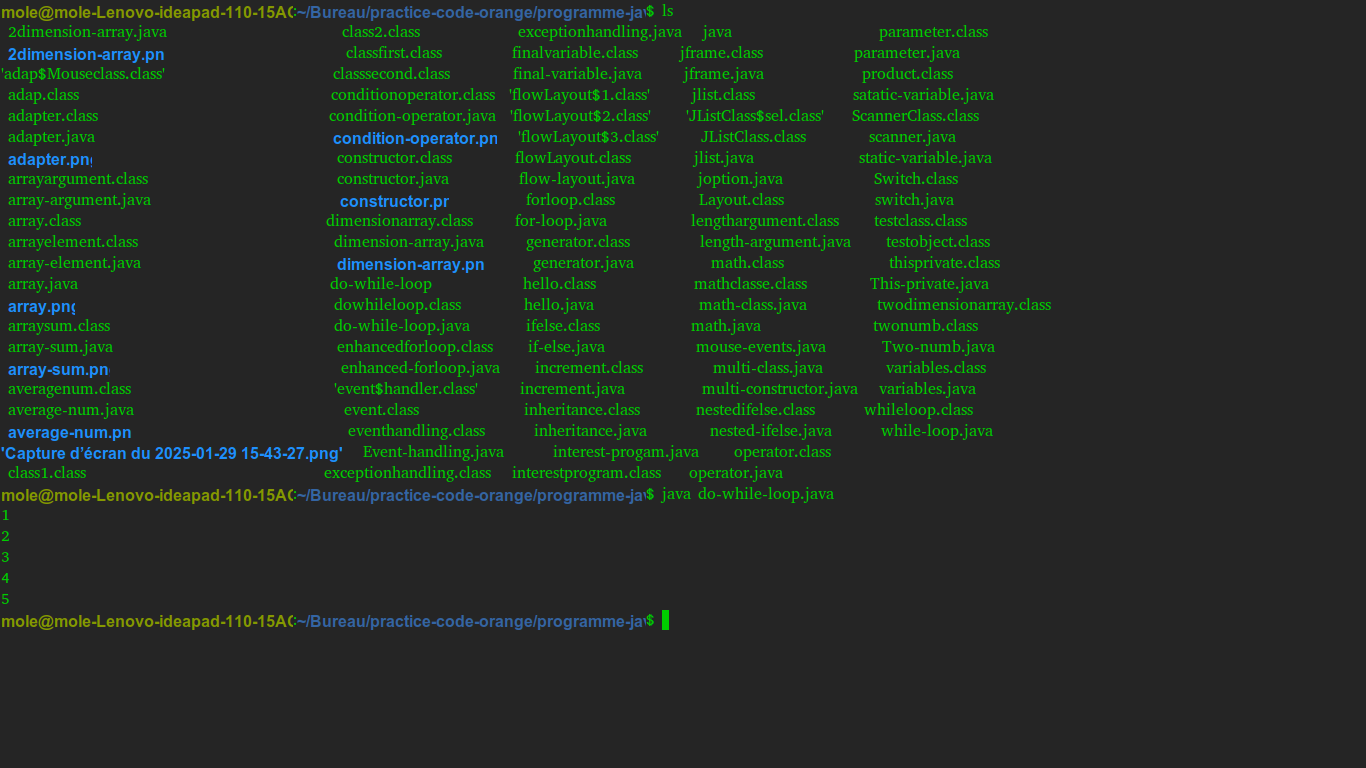 mole@mole-Lenovo-ideapad-110-15AC:~/Bureau/practice-code-orange/programme-jav$ ls
2dimension-array.java class2.class exceptionhandling.java java parameter.class
2dimension-array.pn classfirst.class finalvariable.class jframe.class parameter.java
'adap$Mouseclass.class' classsecond.class final-variable.java jframe.java product.class
adap.class conditionoperator.class 'flowLayout$1.class' jlist.class satatic-variable.java
adapter.class condition-operator.java 'flowLayout$2.class' 'JListClass$sel.class' ScannerClass.class
adapter.java condition-operator.pn 'flowLayout$3.class' JListClass.class scanner.java
adapter.png constructor.class flowLayout.class jlist.java static-variable.java
arrayargument.class constructor.java flow-layout.java joption.java Switch.class
array-argument.java constructor.pr forloop.class Layout.class switch.java
array.class dimensionarray.class for-loop.java lengthargument.class testclass.class
arrayelement.class dimension-array.java generator.class length-argument.java testobject.class
array-element.java dimension-array.pn generator.java math.class thisprivate.class
array.java do-while-loop hello.class mathclasse.class This-private.java
array.png dowhileloop.class hello.java math-class.java twodimensionarray.class
arraysum.class do-while-loop.java ifelse.class math.java twonumb.class
array-sum.java enhancedforloop.class if-else.java mouse-events.java Two-numb.java
array-sum.pn enhanced-forloop.java increment.class multi-class.java variables.class
averagenum.class 'event$handler.class' increment.java multi-constructor.java variables.java
average-num.java event.class inheritance.class nestedifelse.class whileloop.class
average-num.pn eventhandling.class inheritance.java nested-ifelse.java while-loop.java
'Capture d’écran du 2025-01-29 15-43-27.png' Event-handling.java interest-progam.java operator.class
class1.class exceptionhandling.class interestprogram.class operator.java
mole@mole-Lenovo-ideapad-110-15AC:~/Bureau/practice-code-orange/programme-jav$ java do-while-loop.java
1
2
3
4
5
mole@mole-Lenovo-ideapad-110-15AC:~/Bureau/practice-code-orange/programme-jav$